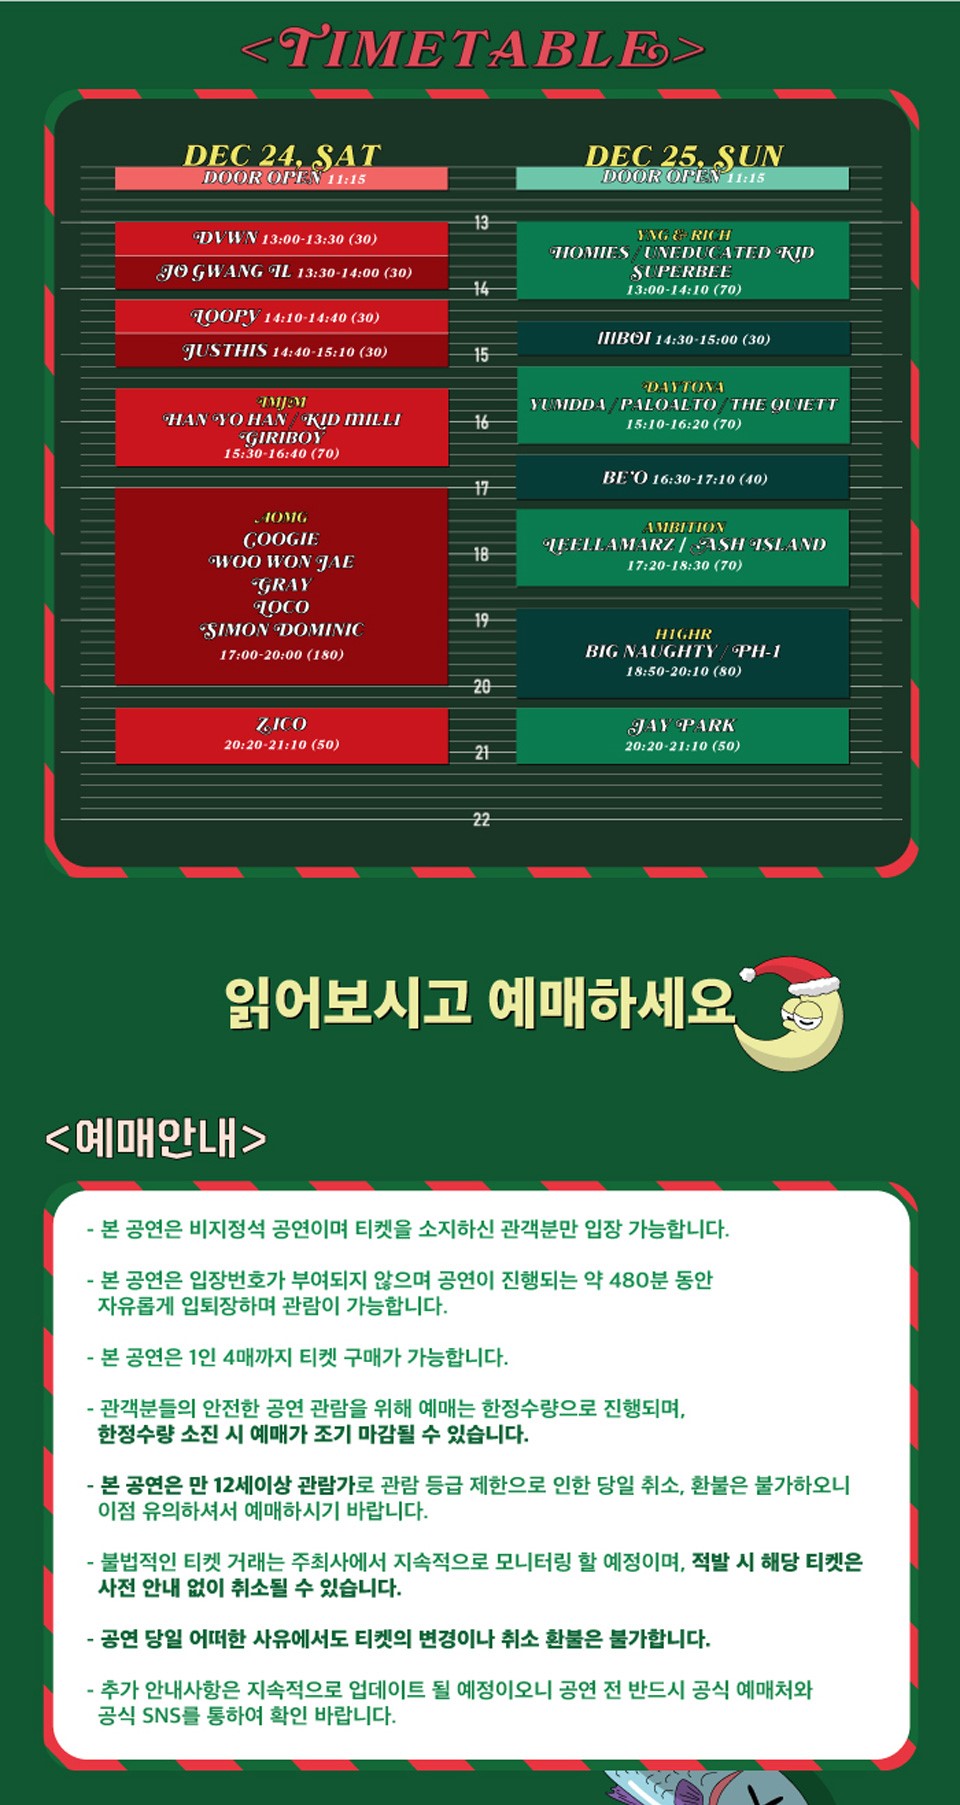 <TIMETABLE>
DEC 24, SAT
DOOR OPEN 11:15
DVWN 13:00-13:30 (30)
JO GWANG IL 13:30-14:00 (30)
LOOPY 14:10-14:40 (30)
JUSTHIS 14:40-15:10 (30)
IMJM
HAN YO HAN / KID MILLI
GIRIBOY
15:30-16:40 (70)
AOMG
COOGIE
WOO WON JAE
GRAY
LOCO
SIMON DOMINIC
17:00-20:00 (180)
ZICO
20:20-21:10 (50)
13
14
15
16
17
18
19
20
21
22
DEC 25, SUN
DOOR OPEN 11:15
YNG & RICH
HOMIES / UNEDUCATED KID
SUPERBEE
13:00-14:10 (70)
IIIBOI 14:30-15:00 (30)
DAYTONA
YUMDDA / PALOALTO / THE QUIETT
15:10-16:20 (70)
BE'O 16:30-17:10 (40)
AMBITION
LEELLAMARZ / ASH ISLAND
17:20-18:30 (70)
H1GHR
BIG NAUGHTY / PH-1
18:50-20:10 (80)
JAY PARK
20:20-21:10 (50)
읽어보시고 예매하세요
<예매안내>
- 본 공연은 비지정석 공연이며 티켓을 소지하신 관객분만 입장 가능합니다.
- 본 공연은 입장번호가 부여되지 않으며 공연이 진행되는 약 480분 동안
자유롭게 입퇴장하며 관람이 가능합니다.
- 본 공연은 1인 4매까지 티켓 구매가 가능합니다.
- 관객분들의 안전한 공연 관람을 위해 예매는 한정수량으로 진행되며,
한정수량 소진 시 예매가 조기 마감될 수 있습니다.
- 본 공연은 만 12세이상 관람가로 관람 등급 제한으로 인한 당일 취소, 환불은 불가하오니
이점 유의하셔서 예매하시기 바랍니다.
- 불법적인 티켓 거래는 주최사에서 지속적으로 모니터링 할 예정이며, 적발 시 해당 티켓은
사전 안내 없이 취소될 수 있습니다.
- 공연 당일 어떠한 사유에서도 티켓의 변경이나 취소 환불은 불가합니다.
- 추가 안내사항은 지속적으로 업데이트 될 예정이오니 공연 전 반드시 공식 예매처와
공식 SNS를 통하여 확인 바랍니다.